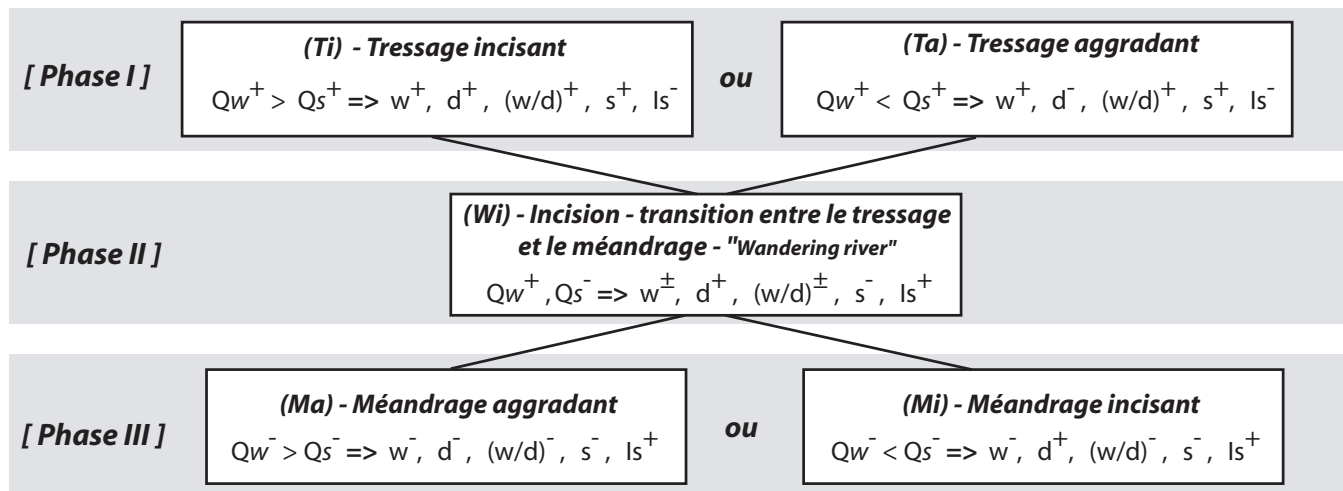 [ Phase I ]
(Ti) - Tressage incisant
Qw⁺ > Qs⁺ => w⁺, d⁺, (w/d)⁺, s⁺, Is⁻
ou
(Ta) - Tressage aggradant
Qw⁺ < Qs⁺ => w⁺, d⁻, (w/d)⁺, s⁺, Is⁻
[ Phase II ]
(Wi) - Incision - transition entre le tressage
et le méandrage - "Wandering river"
Qw⁺, Qs⁻ => w±, d⁺, (w/d)±, s⁻, Is⁺
[ Phase III ]
(Ma) - Méandrage aggradant
Qw⁻ > Qs⁻ => w⁻, d⁻, (w/d)⁻, s⁻, Is⁺
ou
(Mi) - Méandrage incisant
Qw⁻ < Qs⁻ => w⁻, d⁺, (w/d)⁻, s⁻, Is⁺